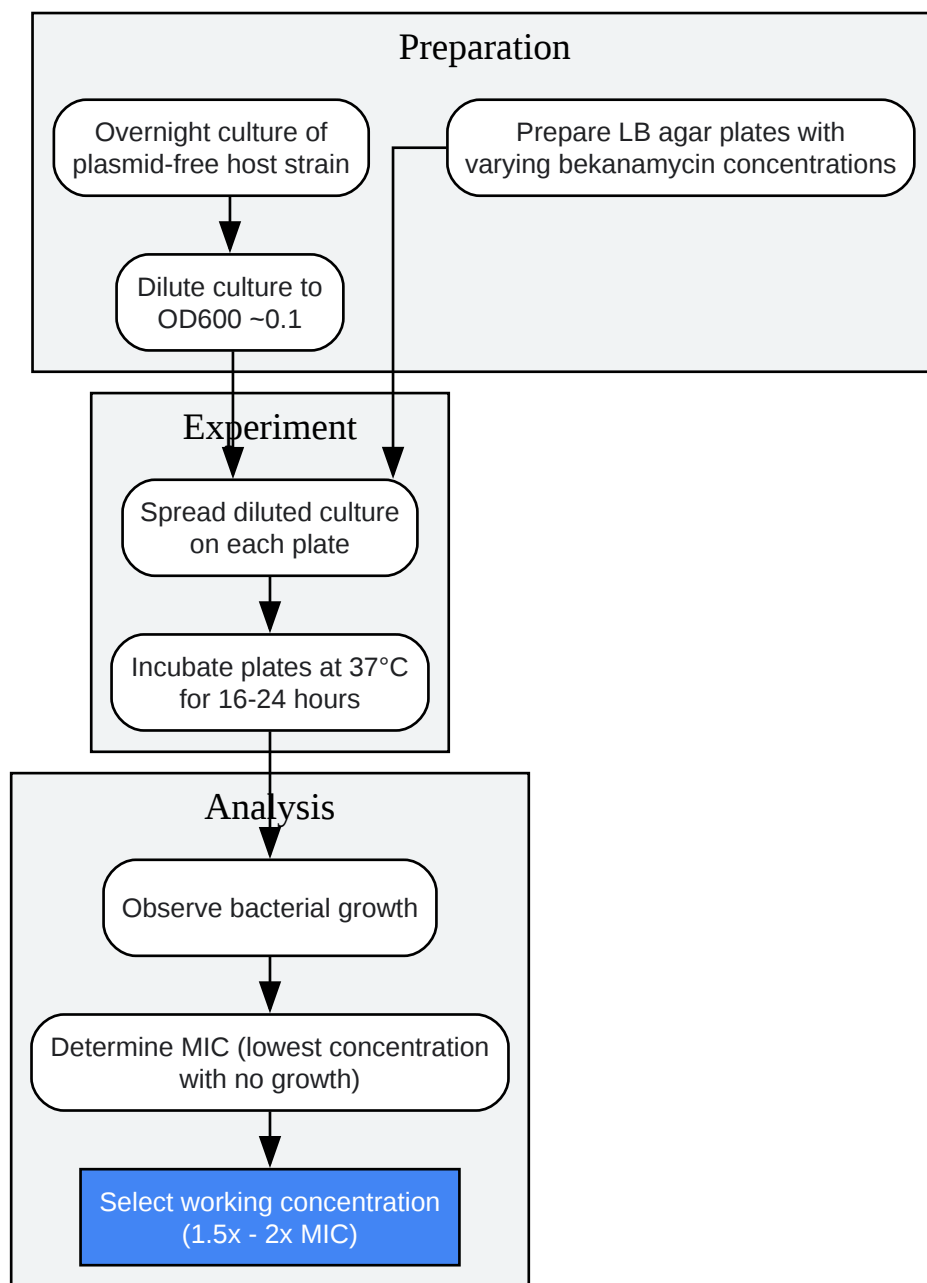 Preparation
Overnight culture of
plasmid-free host strain
Prepare LB agar plates with
varying bekanamycin concentrations
Dilute culture to
OD600 ~0.1
Experiment
Spread diluted culture
on each plate
Incubate plates at 37°C
for 16-24 hours
Analysis
Observe bacterial growth
Determine MIC (lowest concentration
with no growth)
Select working concentration
(1.5x - 2x MIC)